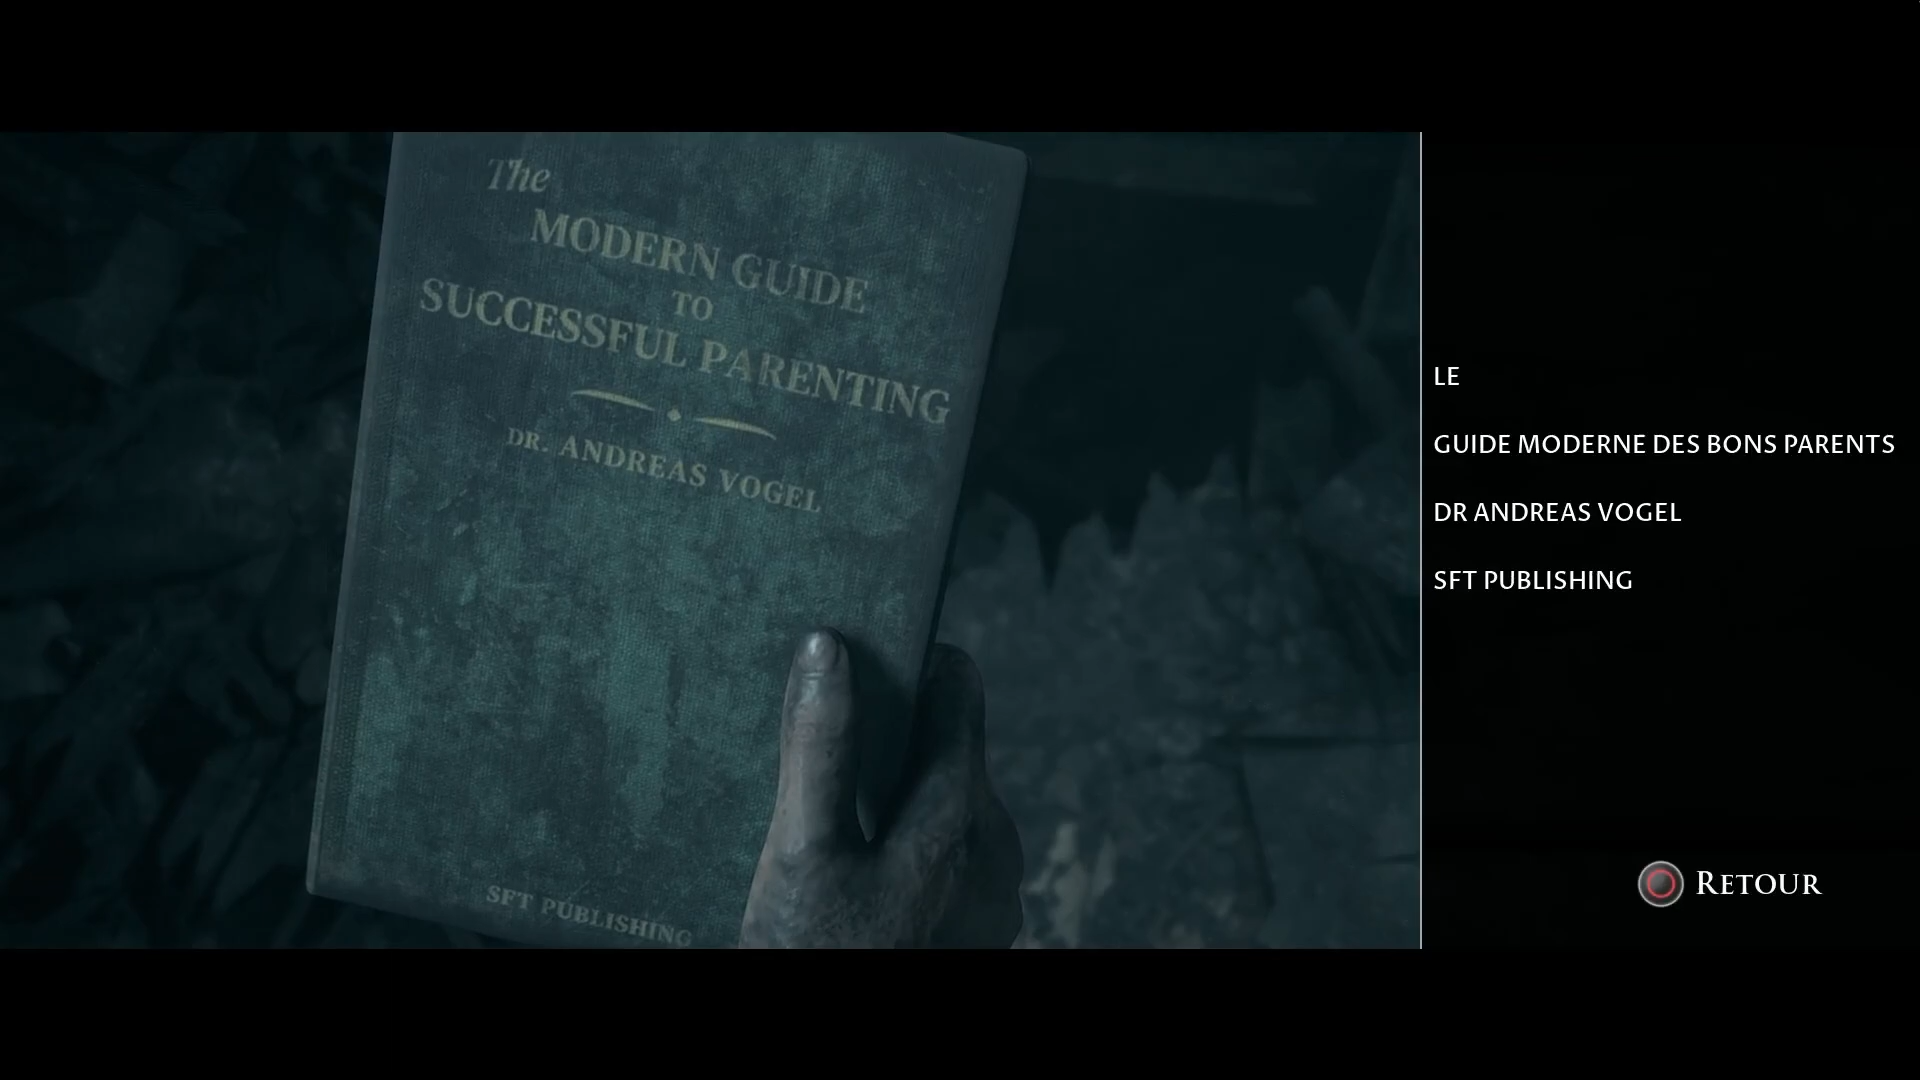 The
MODERN GUIDE
TO
SUCCESSFUL PARENTING
DR. ANDREAS VOGEL
SFT PUBLISHING
LE
GUIDE MODERNE DES BONS PARENTS
DR ANDREAS VOGEL
SFT PUBLISHING
RETOUR